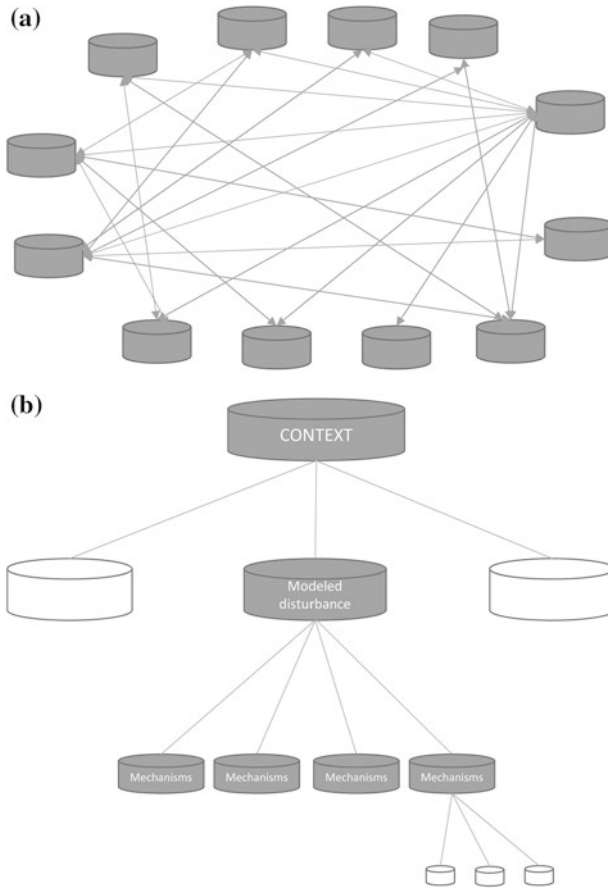 (a)
(b)
CONTEXT
Modeled
disturbance
Mechanisms
Mechanisms
Mechanisms
Mechanisms